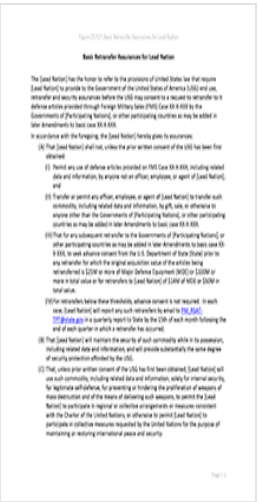 Basic Retransfer Assurances for Lead Nation
The [Lead Nation] has the honor to refer to the provisions of United States law that require
[Lead Nation] to provide to the Government of the United States of America (USG) end use,
retransfer and security assurances before the USG may consent to a request to retransfer to it
defense articles provided through Foreign Military Sales (FMS) Case XX-X-XXX by the
Governments of [Participating Nations], or other participating countries as may be added in
later Amendments to basic case XX-X-XXX.
In accordance with the foregoing, the [Lead Nation] hereby gives to assurances:
(A) That [Lead Nation] shall not, unless the prior written consent of the USG has been first
obtained:
(I) Permit any use of defense articles provided on FMS Case XX-X-XXX, including related
data and information, by anyone not an officer, employee, or agent of [Lead Nation],
and
(II) Transfer or permit any officer, employee, or agent of [Lead Nation] to transfer such
commodity, including related data and information, by gift, sale, or otherwise to
anyone other than the Governments of [Participating Nations], or other participating
countries as may be added in later Amendments to basic case XX-X-XXX.
(III) That for any subsequent retransfer to the Governments of [Participating Nations], or
other participating countries as may be added in later Amendments to basic case XX-
X-XXX, to seek advance consent from the U.S. Department of State (State) prior to
any retransfer for which the original acquisition value of the articles being
retransferred is $25M or more of Major Defense Equipment (MDE) or $100M or
more in total value or for retransfers to [Lead Nation] of $14M of MDE or $50M in
total value.
(IV) For retransfers below these thresholds, advance consent is not required. In each
case, [Lead Nation] will report any such retransfers by email to PM_RSAT-
TPT@state.gov in a quarterly report to State by the 15th of each month following the
end of each quarter in which a retransfer has occurred.
(B) That [Lead Nation] will maintain the security of such commodity while in its possession,
including related data and information, and will provide substantially the same degree
of security protection afforded by the USG.
(C) That, unless prior written consent of the USG has first been obtained, [Lead Nation] will
use such commodity, including related data and information, solely for internal security,
for legitimate self-defense, for preventing or hindering the proliferation of weapons of
mass destruction and of the means of delivering such weapons, to permit the [Lead
Nation] to participate in regional or collective arrangements or measures consistent
with the Charter of the United Nations, or otherwise to permit [Lead Nation] to
participate in collective measures requested by the United Nations for the purpose of
maintaining or restoring international peace and security.